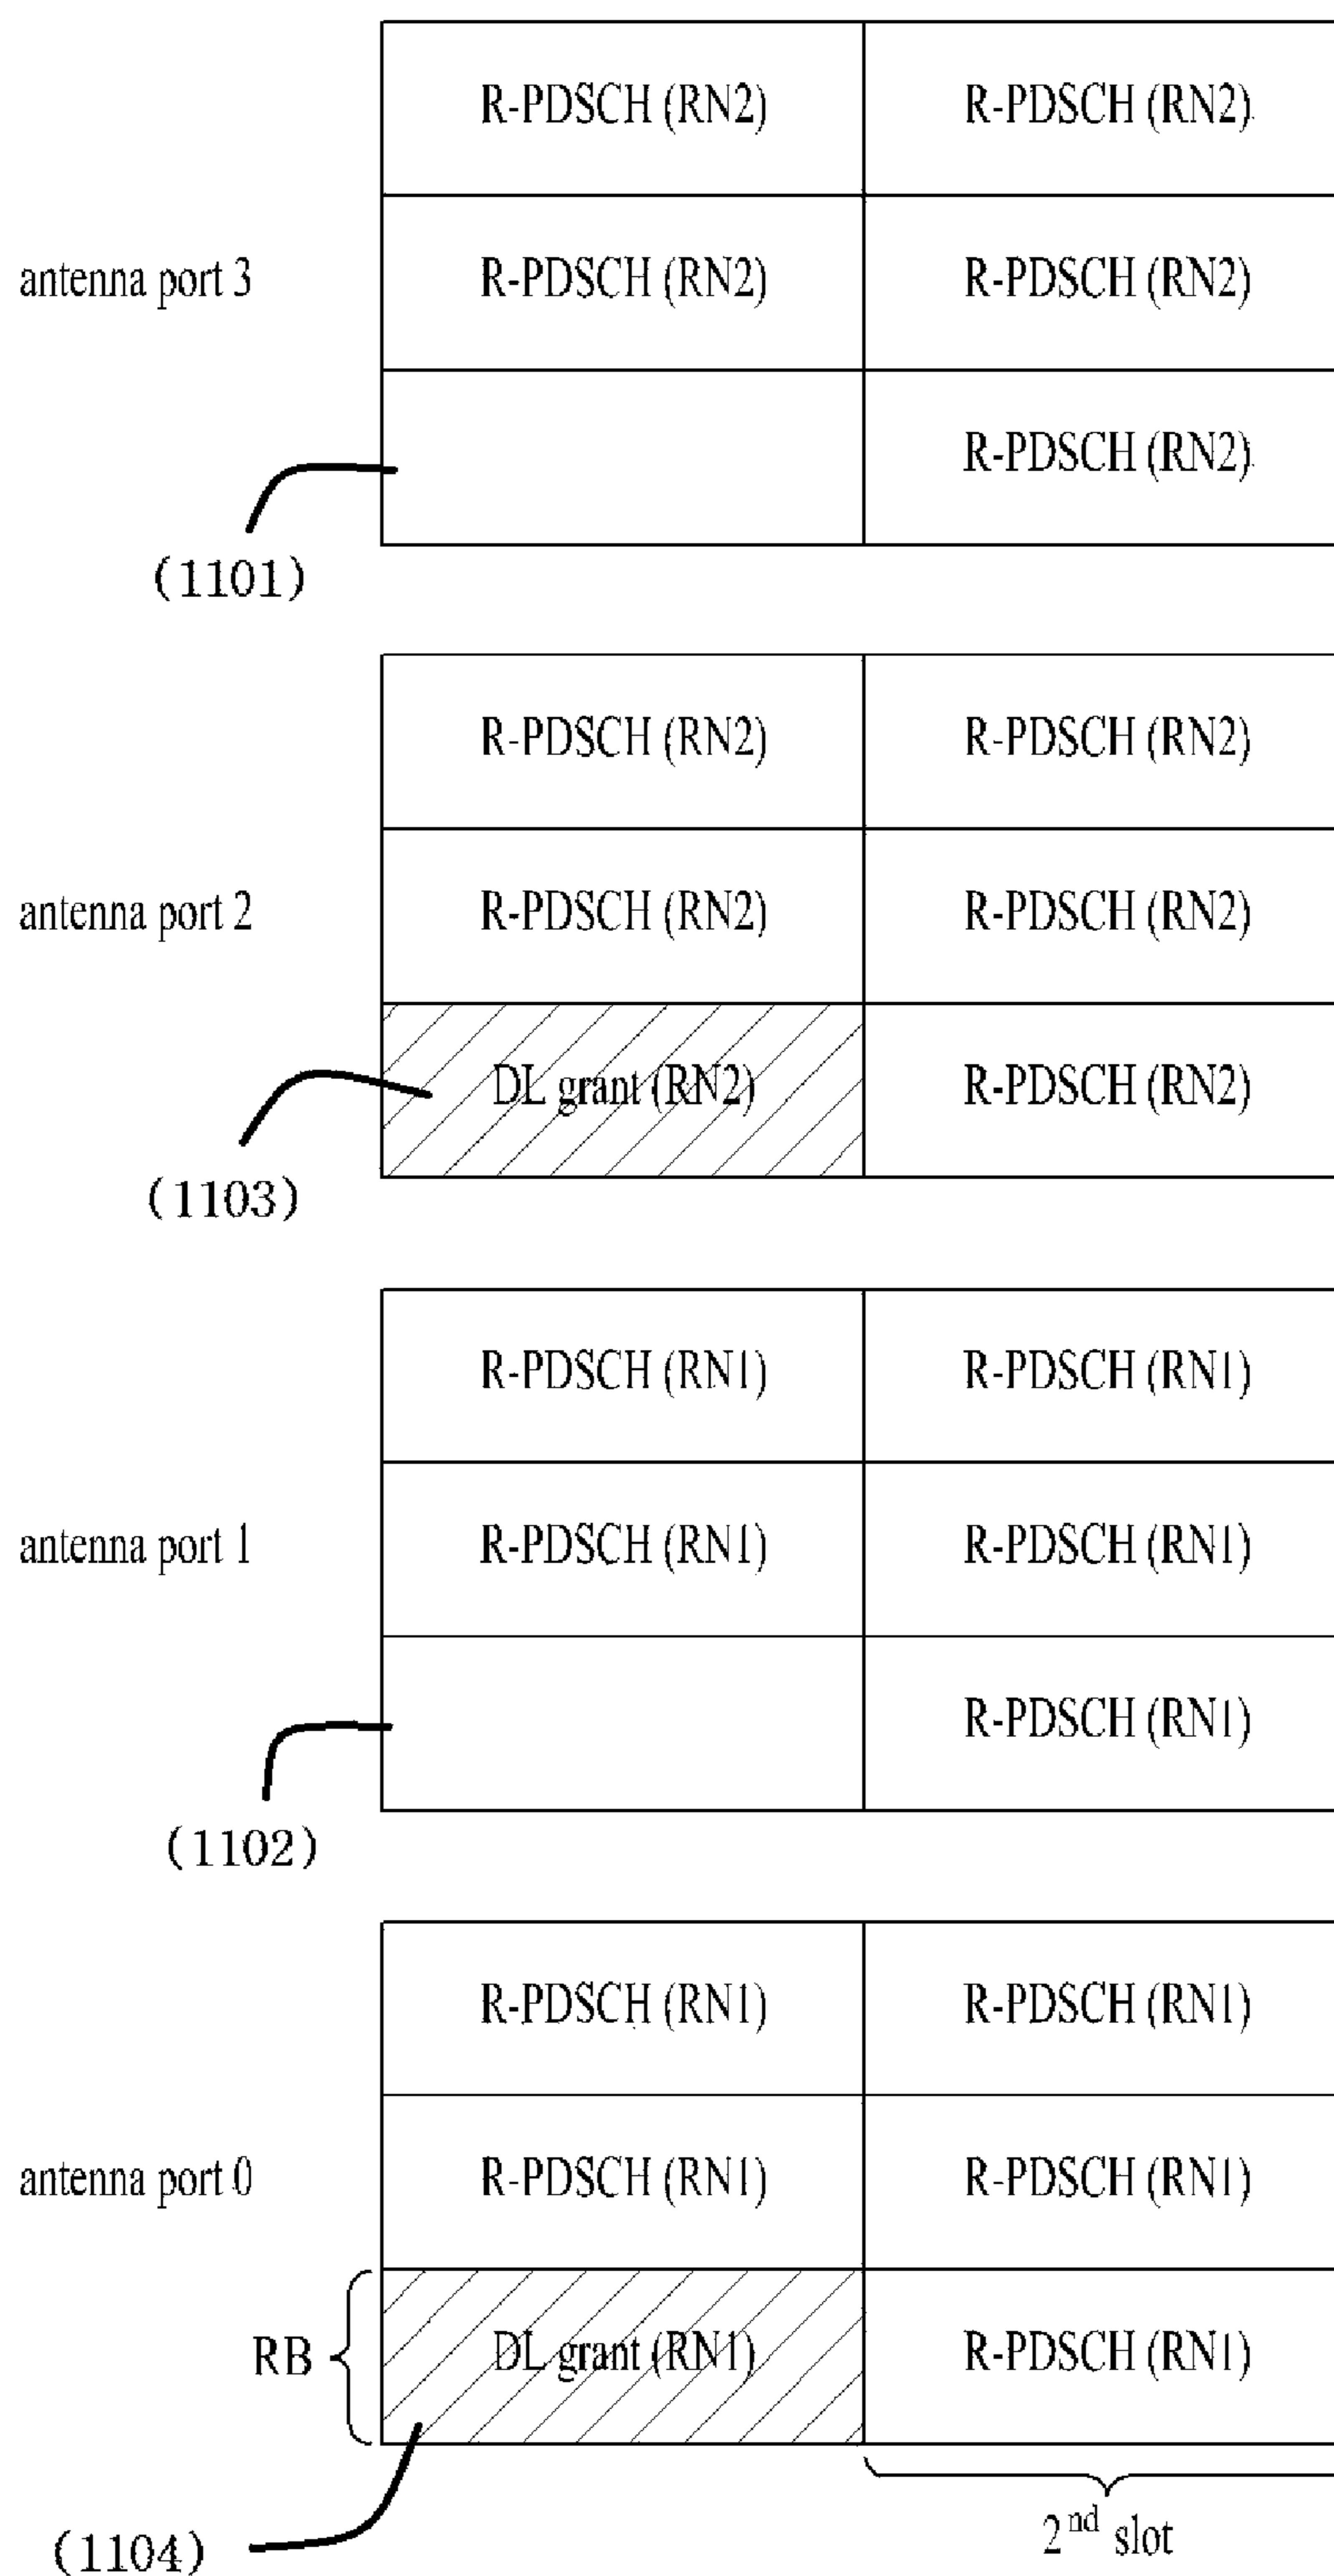 R-PDSCH (RN2) R-PDSCH (RN2)
antenna port 3 R-PDSCH (RN2) R-PDSCH (RN2)
R-PDSCH (RN2)
(1101)
R-PDSCH (RN2) R-PDSCH (RN2)
antenna port 2 R-PDSCH (RN2) R-PDSCH (RN2)
DL grant (RN2) R-PDSCH (RN2)
(1103)
R-PDSCH (RN1) R-PDSCH (RN1)
antenna port 1 R-PDSCH (RN1) R-PDSCH (RN1)
R-PDSCH (RN1)
(1102)
R-PDSCH (RN1) R-PDSCH (RN1)
antenna port 0 R-PDSCH (RN1) R-PDSCH (RN1)
RB DL grant (RN1) R-PDSCH (RN1)
2nd slot
(1104)